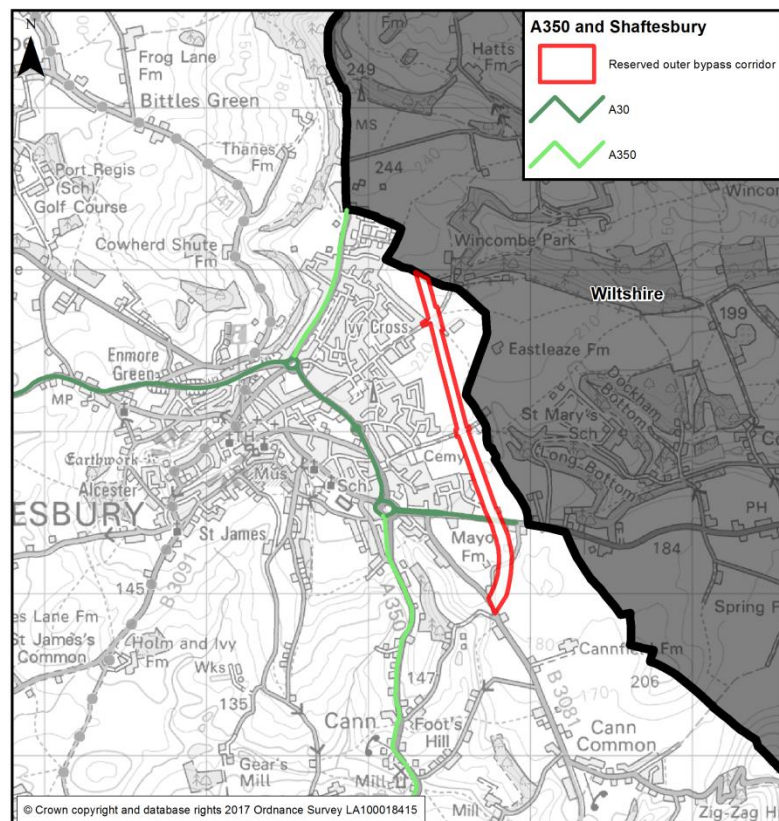 A350 and Shaftesbury
Reserved outer bypass corridor
A30
A350
N
Fm
Hatts
Fm
Frog Lane
Fm
249
Bittles Green
MS
Thanes
Fm
244
Port Regis
(Sch)
Golf Course
Cowherd Shute
Fm
Wincombe Park
Wiltshire
199
Ivy Cross
Eastleaze Fm
Enmore
Green
MP
St Mary's
Sch
Dockham
Bottom
Long Bottom
Cemy
Earthwork
Mus
Sch
Alcester
ESBURY
St James
Mayo
Fm
PH
184
145
B 3091
A350
Spring F
es Lane Fm
St James's
Common
Holm and Ivy
Fm
Wks
147
180
Cannfield Fm
206
170
135
B 3081
Cann
Foot's
Hill
Cann
Common
Gear's
Mill
Mill
Mill
Zig-Zag H
© Crown copyright and database rights 2017 Ordnance Survey LA100018415